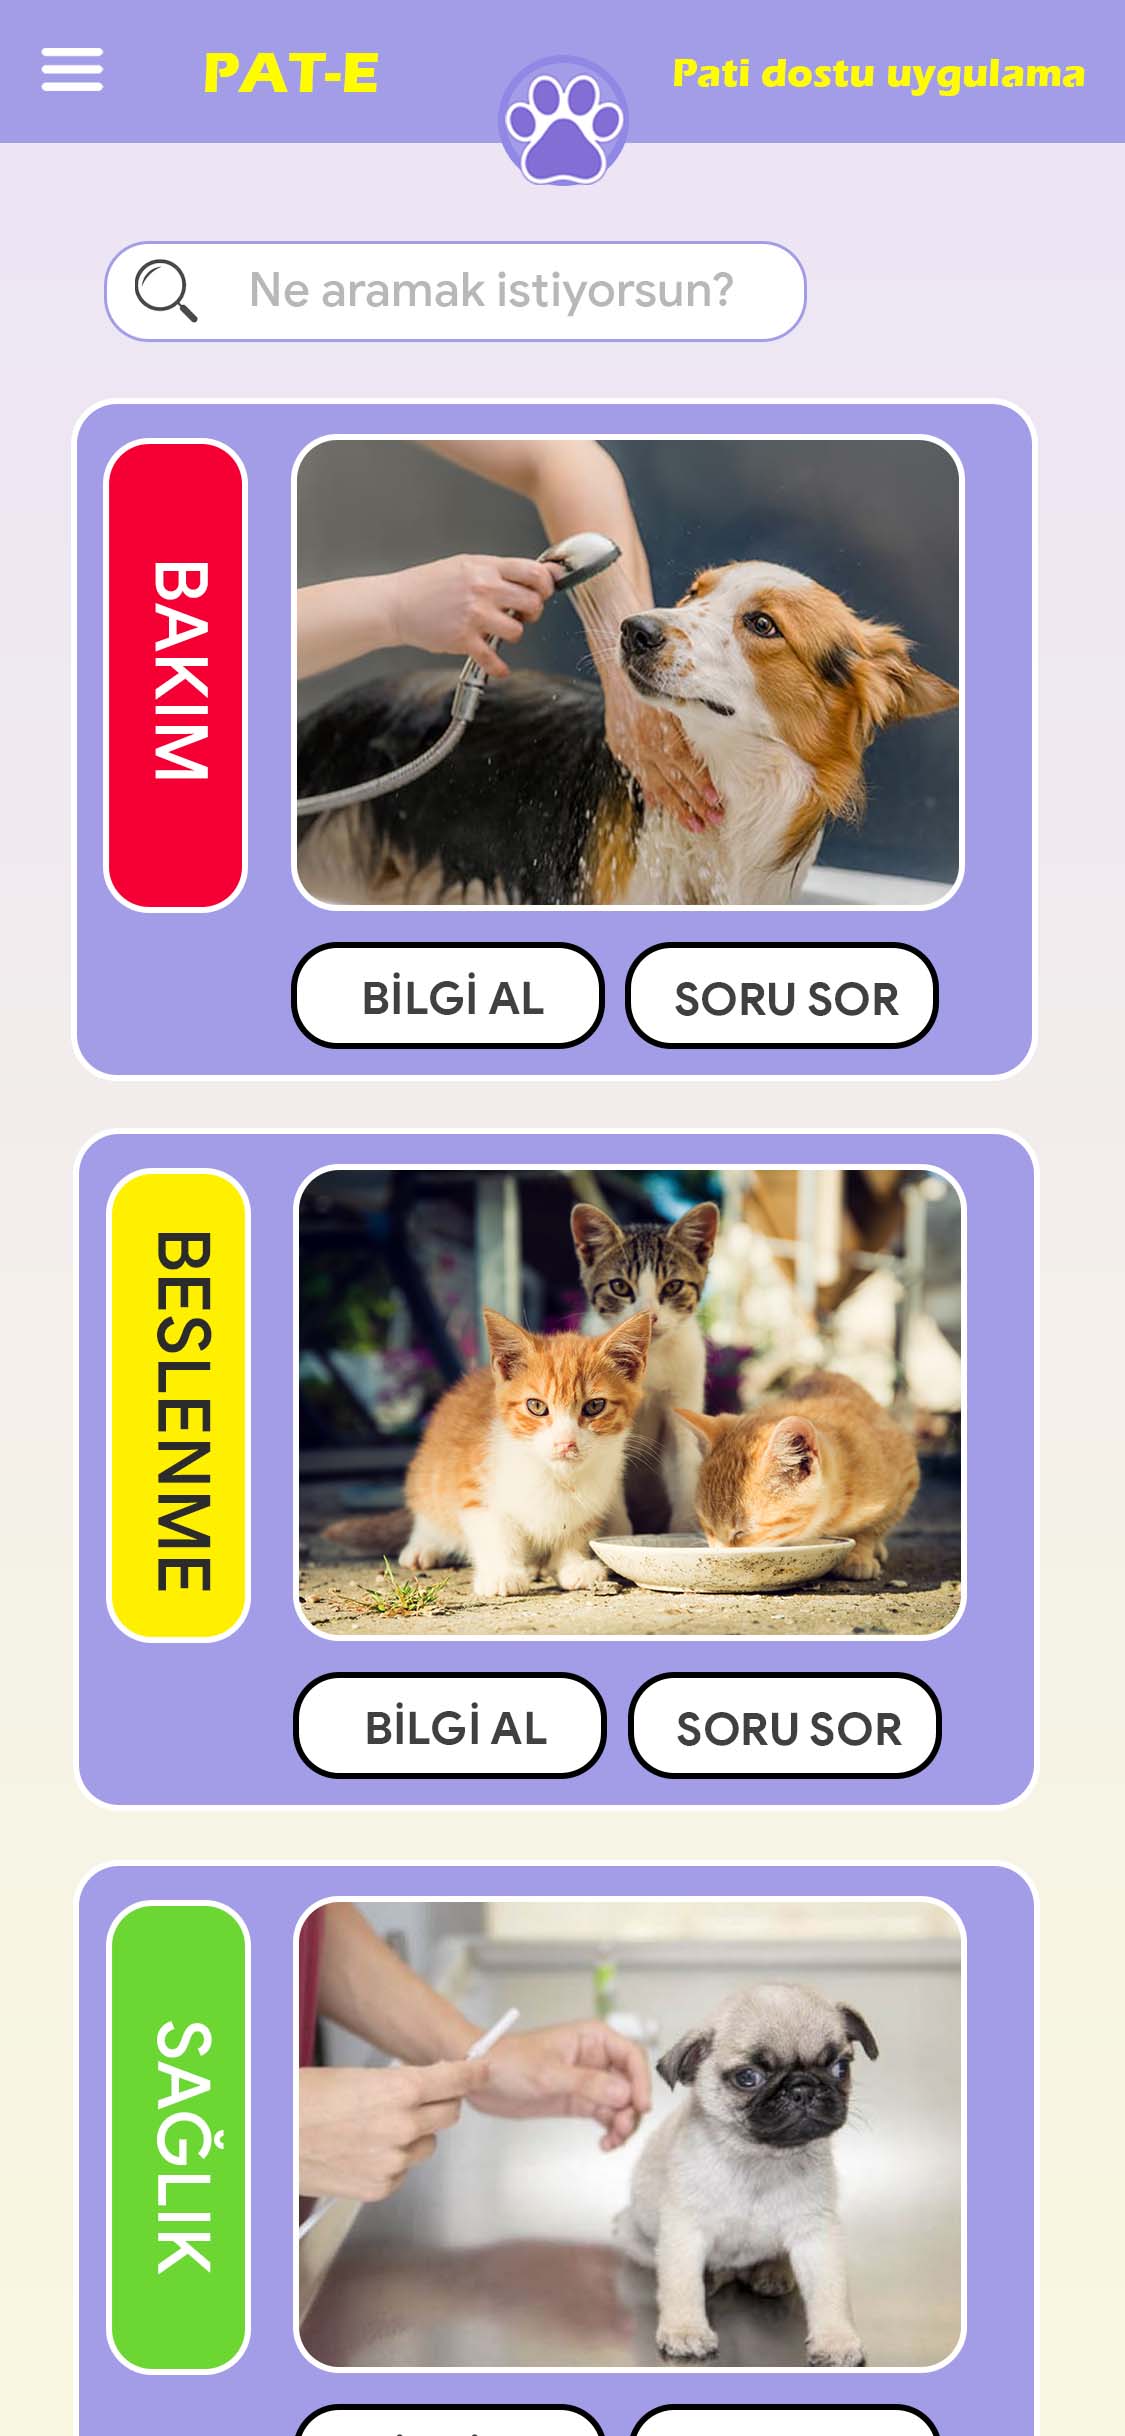 PAT-E
Pati dostu uygulama
Ne aramak istiyorsun?
BAKIM
BİLGİ AL
SORU SOR
BESLENME
BİLGİ AL
SORU SOR
SAĞLIK